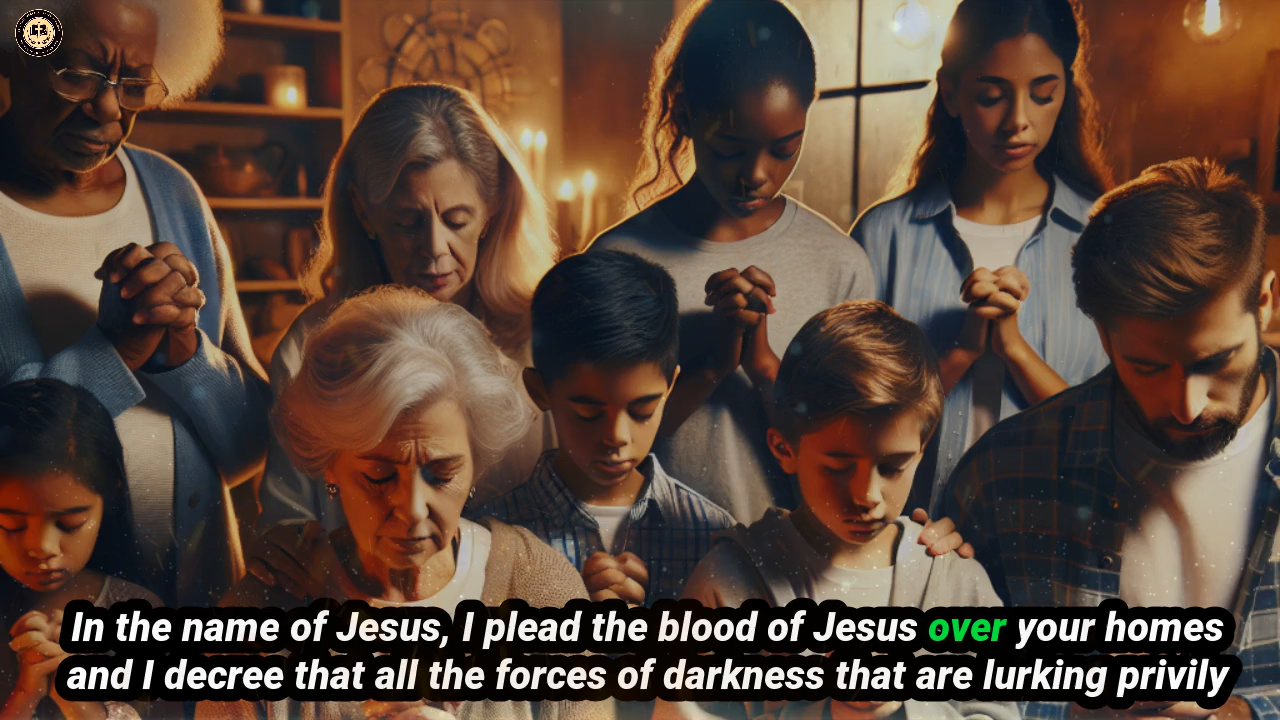 In the name of Jesus, I plead the blood of Jesus over your homes
and I decree that all the forces of darkness that are lurking privily